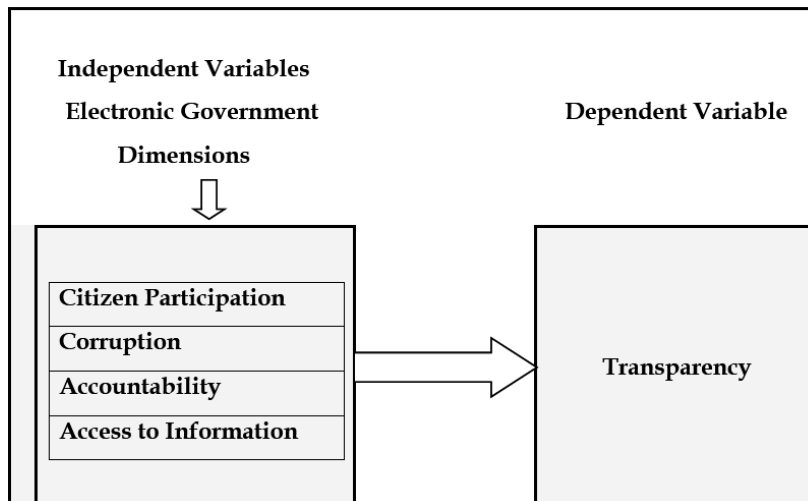 Independent Variables
Electronic Government
Dimensions
Dependent Variable
Citizen Participation
Corruption
Accountability
Access to Information
Transparency